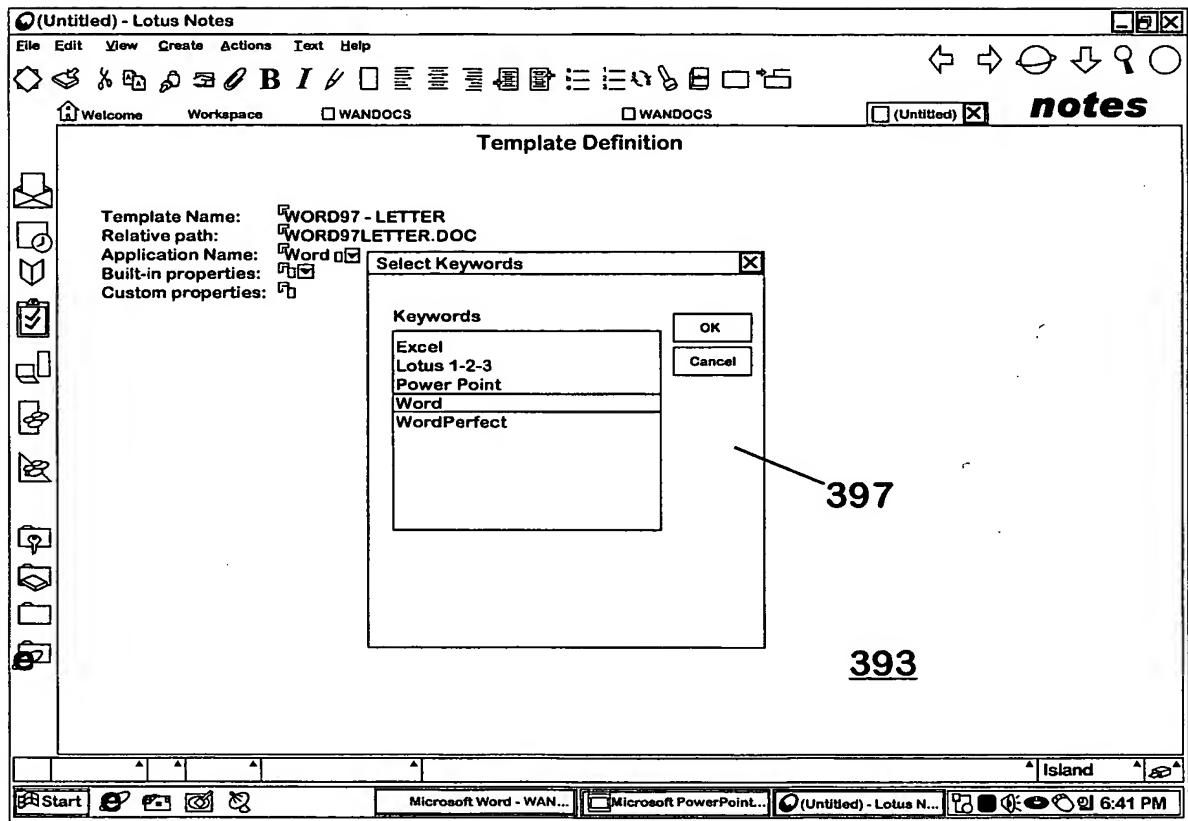 (Untitled) - Lotus Notes
File Edit View Create Actions Text Help
B I
notes
Welcome Workspace WANDOCS WANDOCS (Untitled)
Template Definition
Template Name: WORD97 - LETTER
Relative path: WORD97LETTER.DOC
Application Name: Word
Built-in properties:
Custom properties:
Select Keywords
Keywords
Excel
Lotus 1-2-3
Power Point
Word
WordPerfect
OK
Cancel
397
393
Island
Start Microsoft Word - WAN... Microsoft PowerPoint... (Untitled) - Lotus N... 6:41 PM